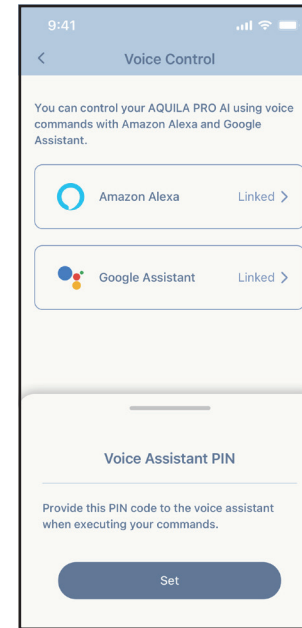 9:41
Voice Control
You can control your AQUILA PRO AI using voice
commands with Amazon Alexa and Google
Assistant.
Amazon Alexa Linked
Google Assistant Linked
Voice Assistant PIN
Provide this PIN code to the voice assistant
when executing your commands.
Set